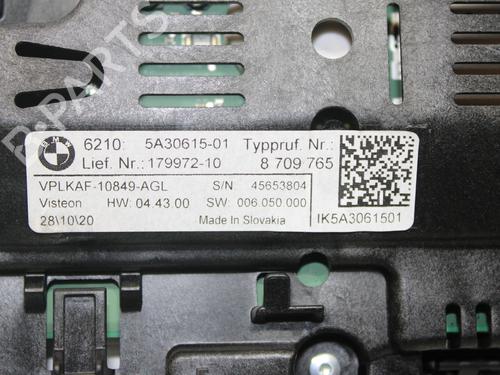 B-PARTS
BMW
6210: 5A30615-01 Typpruf. Nr.:
Lief. Nr.: 179972-10 8 709 765
VPLKAF-10849-AGL S/N 45653804
Visteon HW: 04 43 00 SW: 006 050 000
28\10\20 Made In Slovakia IK5A3061501